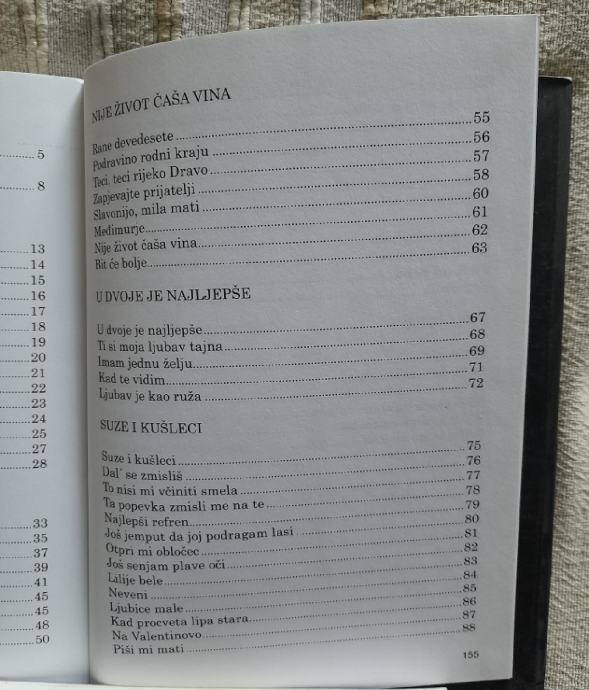 5
8
13
14
15
16
17
18
19
20
21
22
23
24
25
27
28
33
35
37
39
41
45
45
48
50
NIJE ŽIVOT ČAŠA VINA
Rane devedesete 55
Podravino rodni kraju 56
Teci, teci rijeko Dravo 57
Zapjevajte prijatelji 58
Slavonijo, mila mati 60
Međimurje 61
Nije život čaša vina 62
Bit će bolje 63
U DVOJE JE NAJLJEPŠE
U dvoje je najljepše 67
Ti si moja ljubav tajna 68
Imam jednu želju 69
Kad te vidim 71
Ljubav je kao ruža 72
SUZE I KUŠLECI
Suze i kušleci 75
Dal´ se zmisliš 76
To nisi mi včiniti smela 77
Ta popevka zmisli me na te 78
Najlepši refren 79
Još jemput da joj podragam lasi 80
Otpri mi obločec 81
Još senjam plave oči 82
Lilije bele 83
Neveni 84
Ljubice male 85
Kad procveta lipa stara 86
Na Valentinovo 87
Piši mi mati 88
155